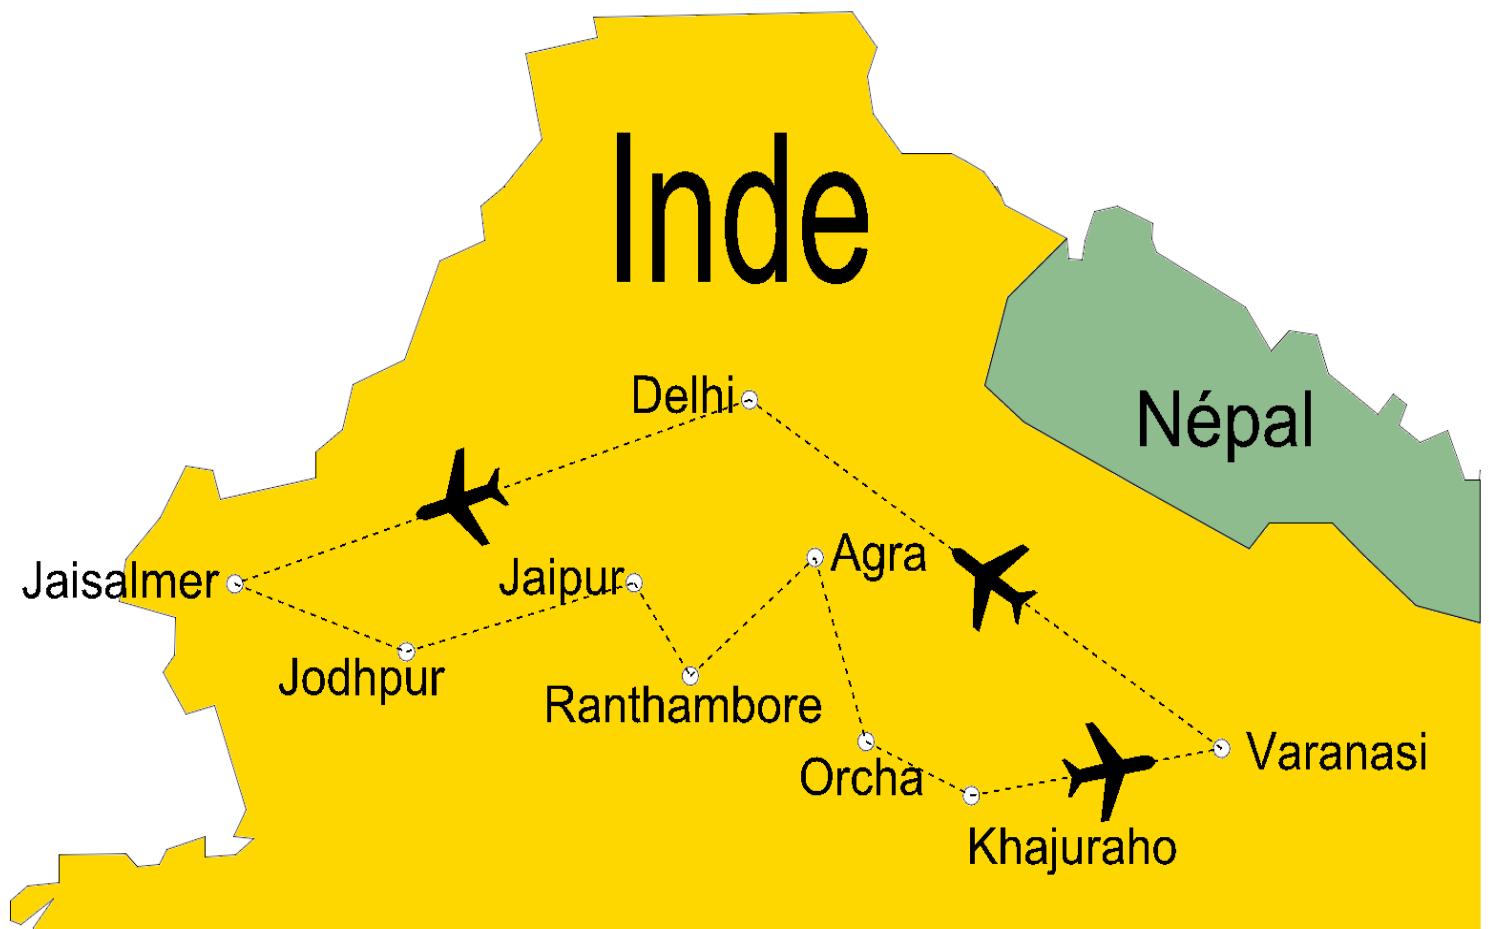 Inde
Népal
Delhi
Agra
Jaisalmer
Jaipur
Jodhpur
Ranthambore
Varanasi
Orcha
Khajuraho